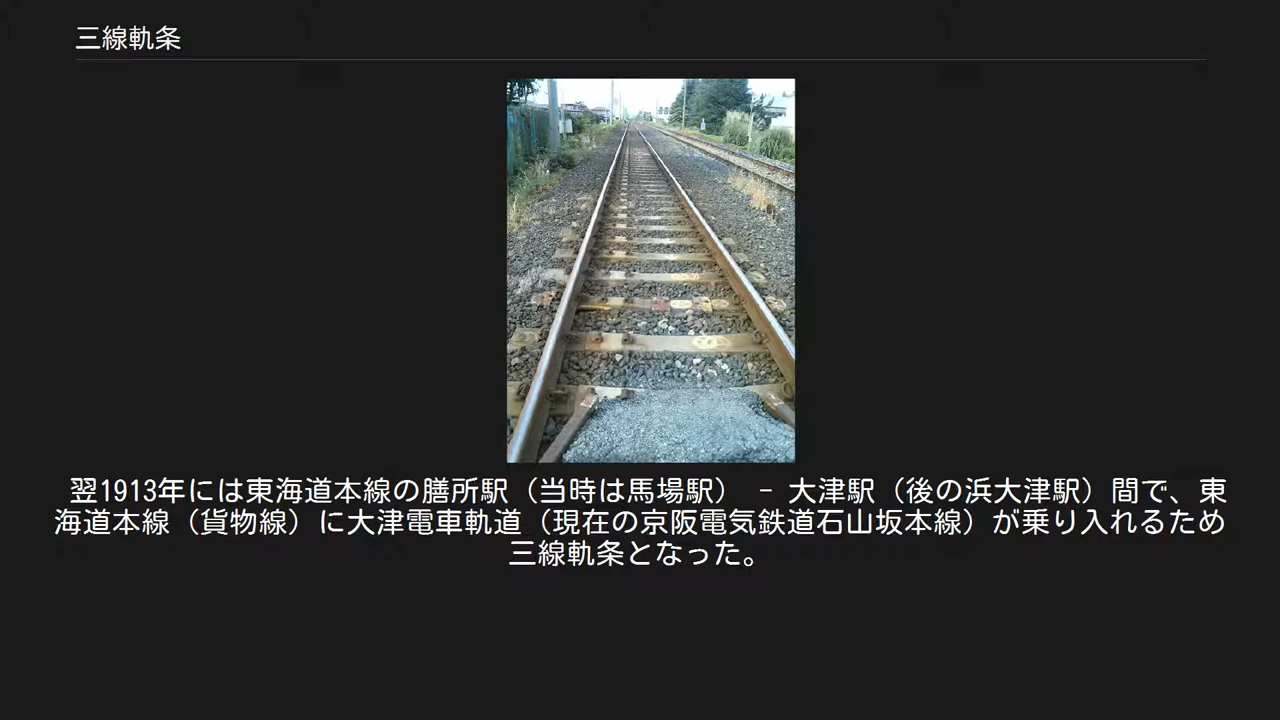 三線軌条
翌1913年には東海道本線の膳所駅（当時は馬場駅） - 大津駅（後の浜大津駅）間で、東
海道本線（貨物線）に大津電車軌道（現在の京阪電気鉄道石山坂本線）が乗り入れるため
三線軌条となった。